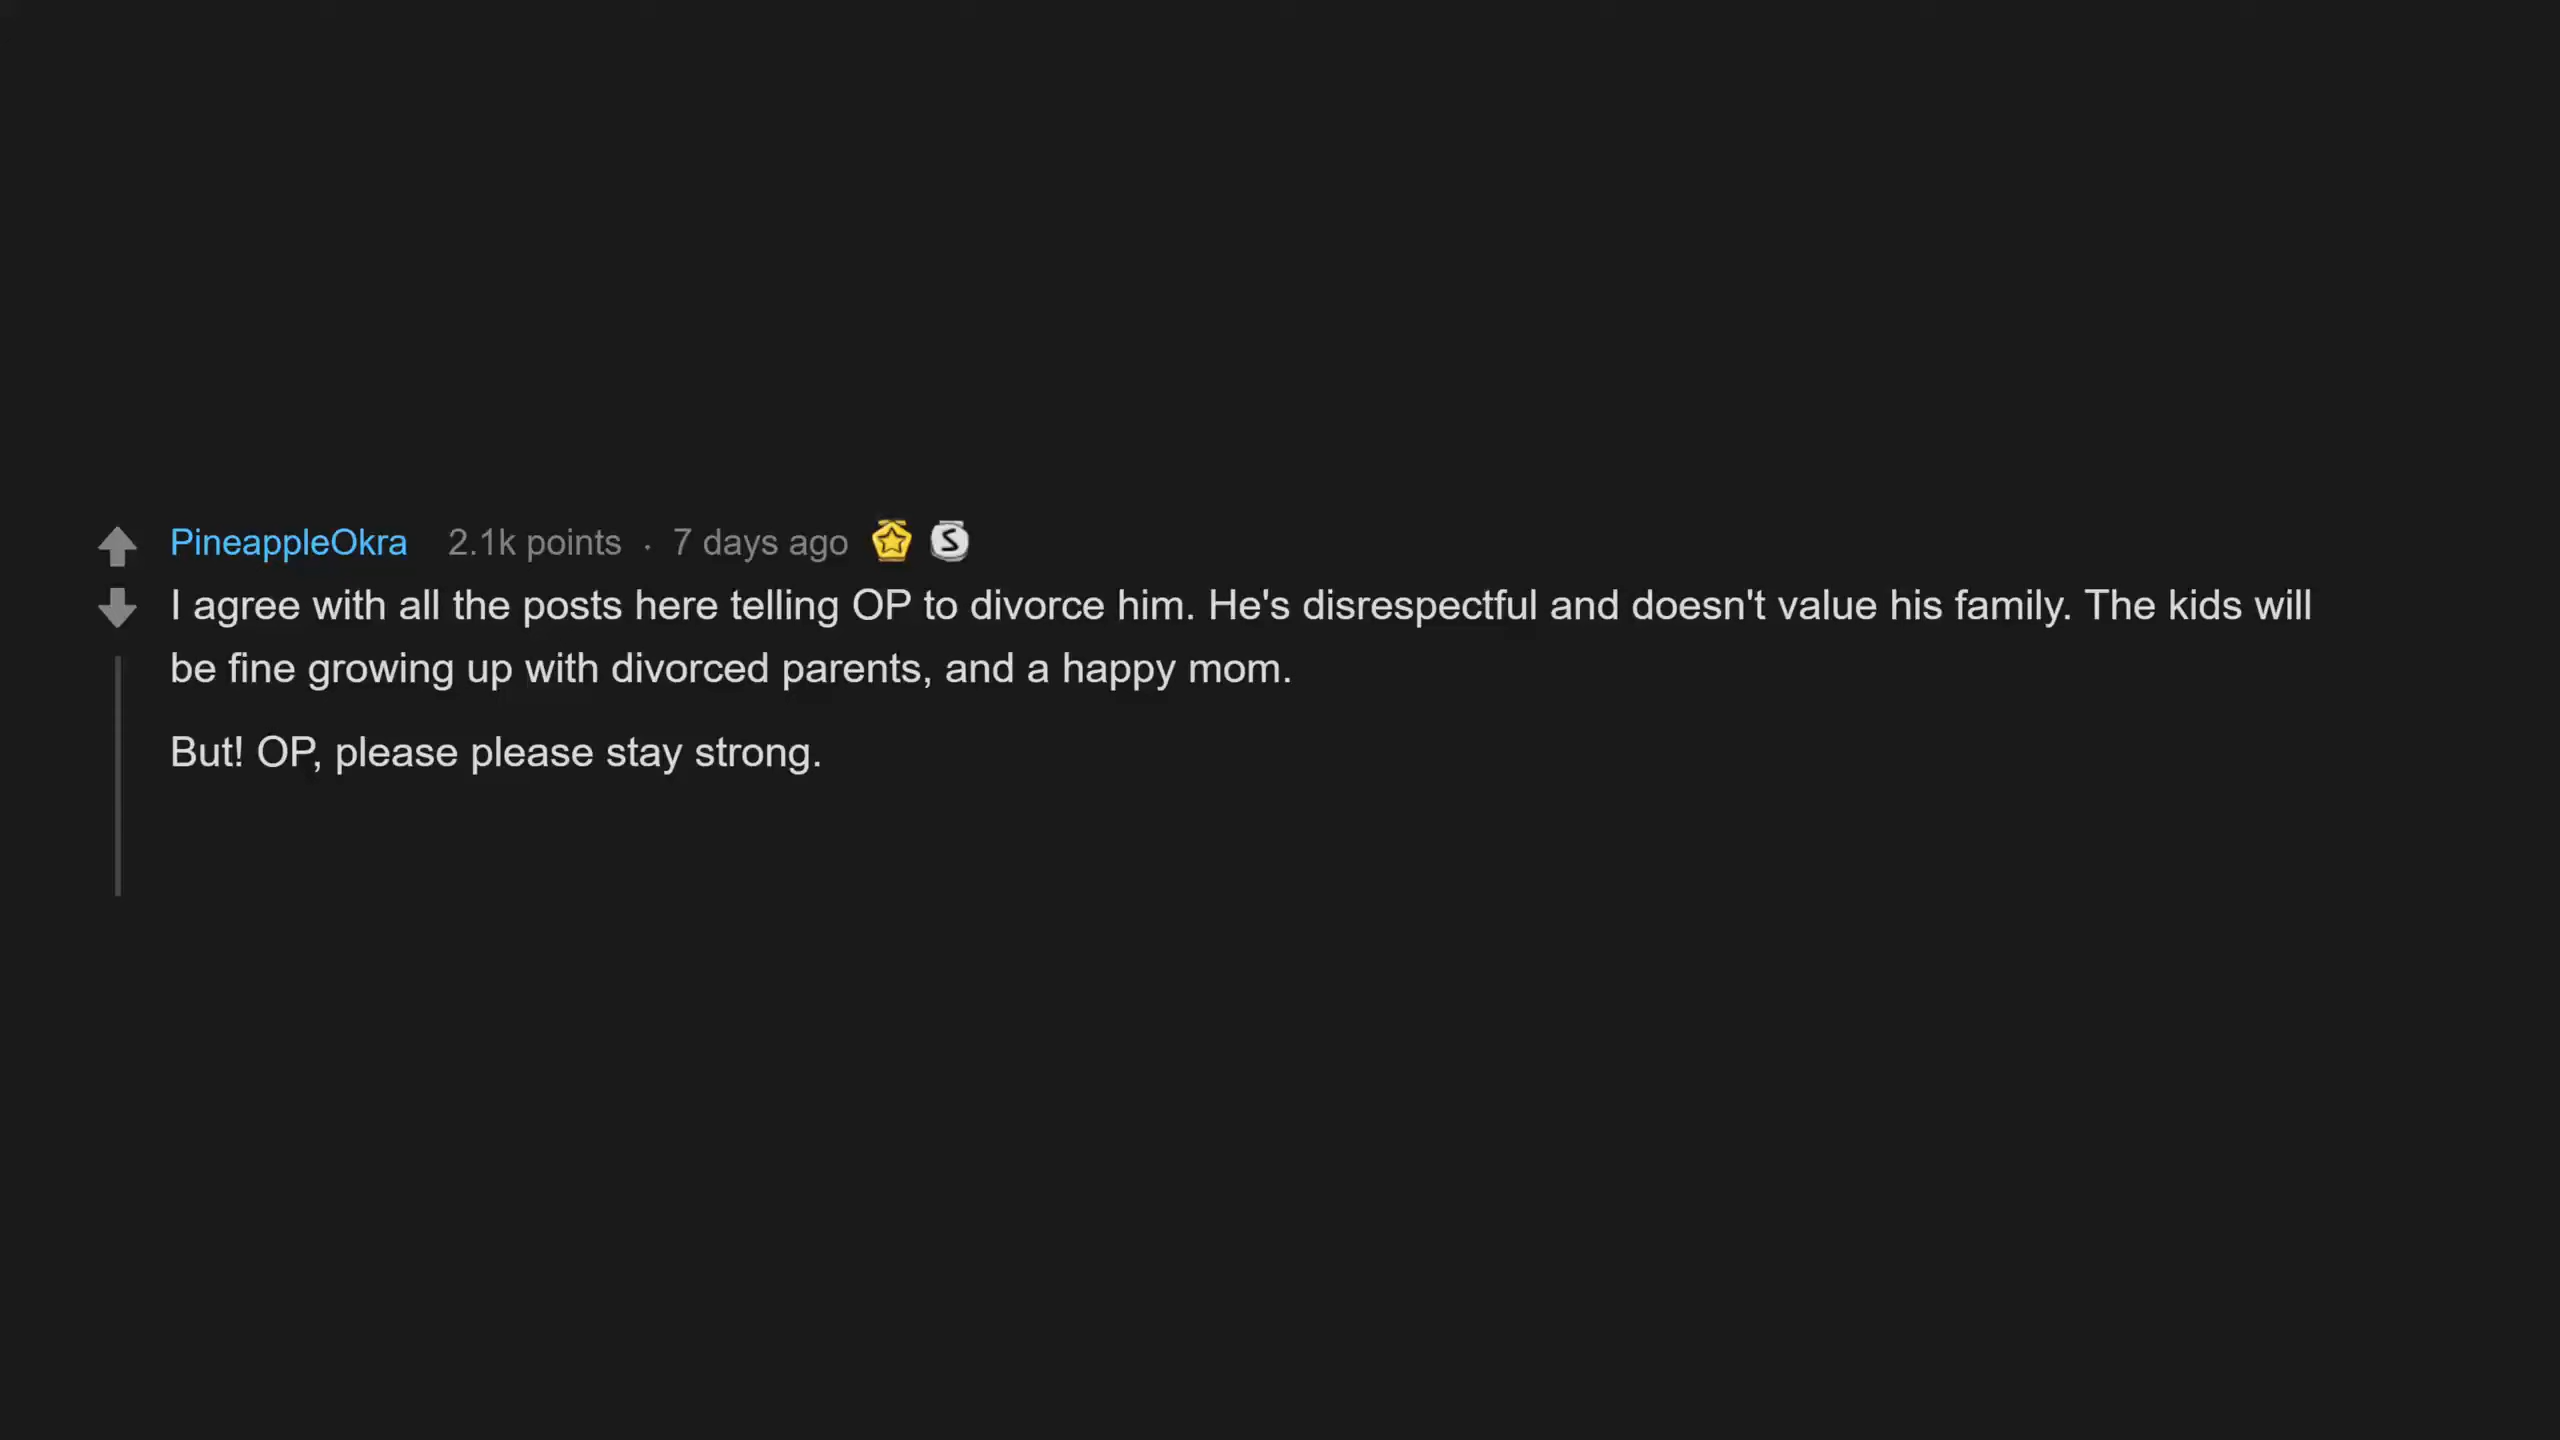 PineappleOkra 2.1k points · 7 days ago S
I agree with all the posts here telling OP to divorce him. He's disrespectful and doesn't value his family. The kids will
be fine growing up with divorced parents, and a happy mom.
But! OP, please please stay strong.